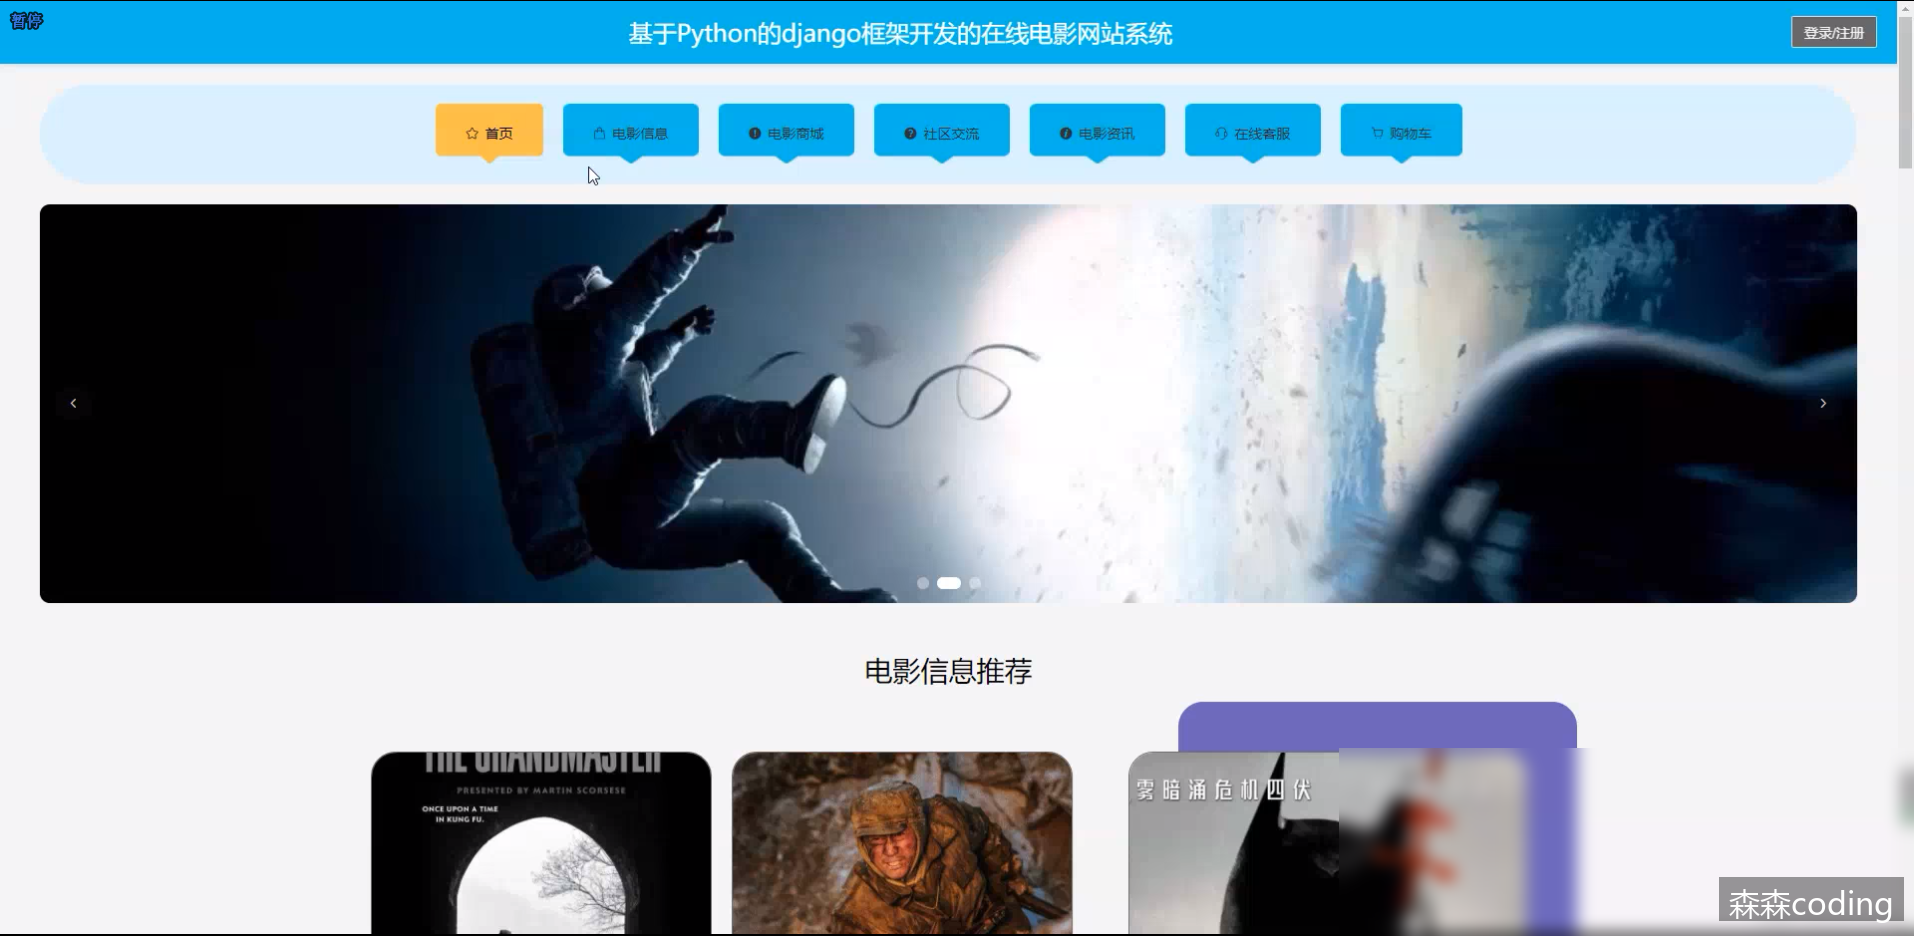 暂停
基于Python的django框架开发的在线电影网站系统
登录/注册
首页
电影信息
电影商城
社区交流
电影资讯
在线客服
购物车
电影信息推荐
THE GRANDMASTER
PRESENTED BY MARTIN SCORSESE
ONCE UPON A TIME
IN KUNG FU.
雾暗涌危机四伏
森森coding